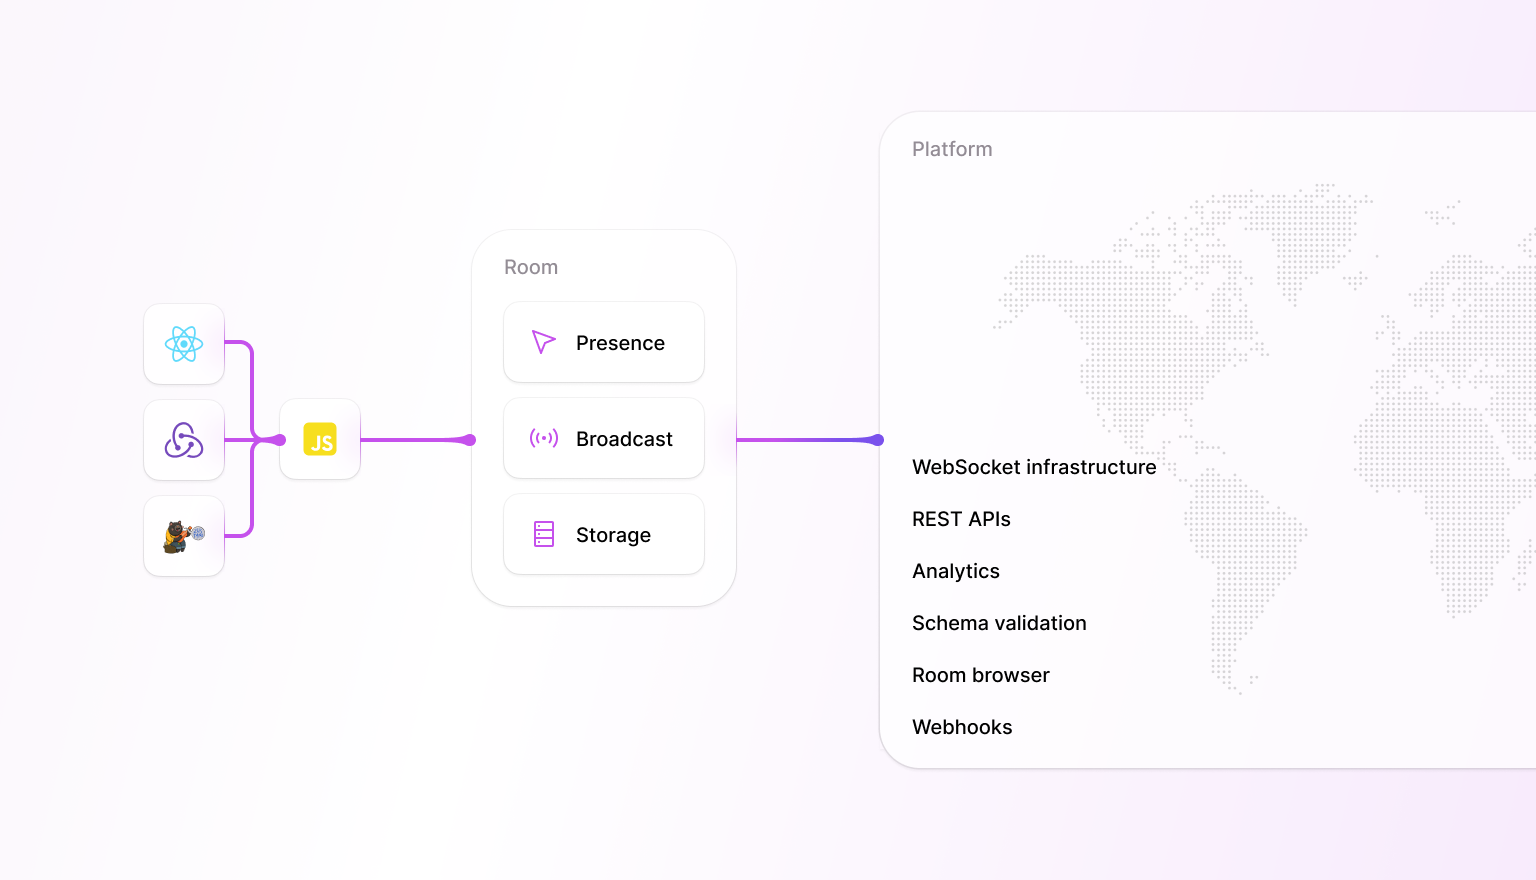 Platform
Room
Presence
JS
Broadcast
Storage
WebSocket infrastructure
REST APIs
Analytics
Schema validation
Room browser
Webhooks